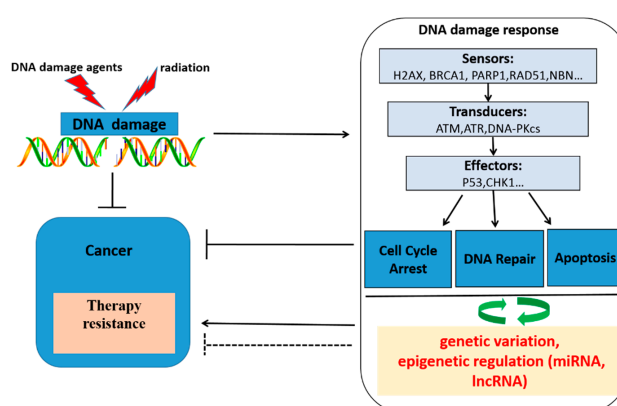 DNA damage agents
radiation
DNA damage
Cancer
Therapy
resistance
DNA damage response
Sensors:
H2AX, BRCA1, PARP1,RAD51,NBN...
Transducers:
ATM,ATR,DNA-PKcs
Effectors:
P53,CHK1...
Cell Cycle
Arrest
DNA Repair
Apoptosis
genetic variation,
epigenetic regulation (miRNA,
lncRNA)